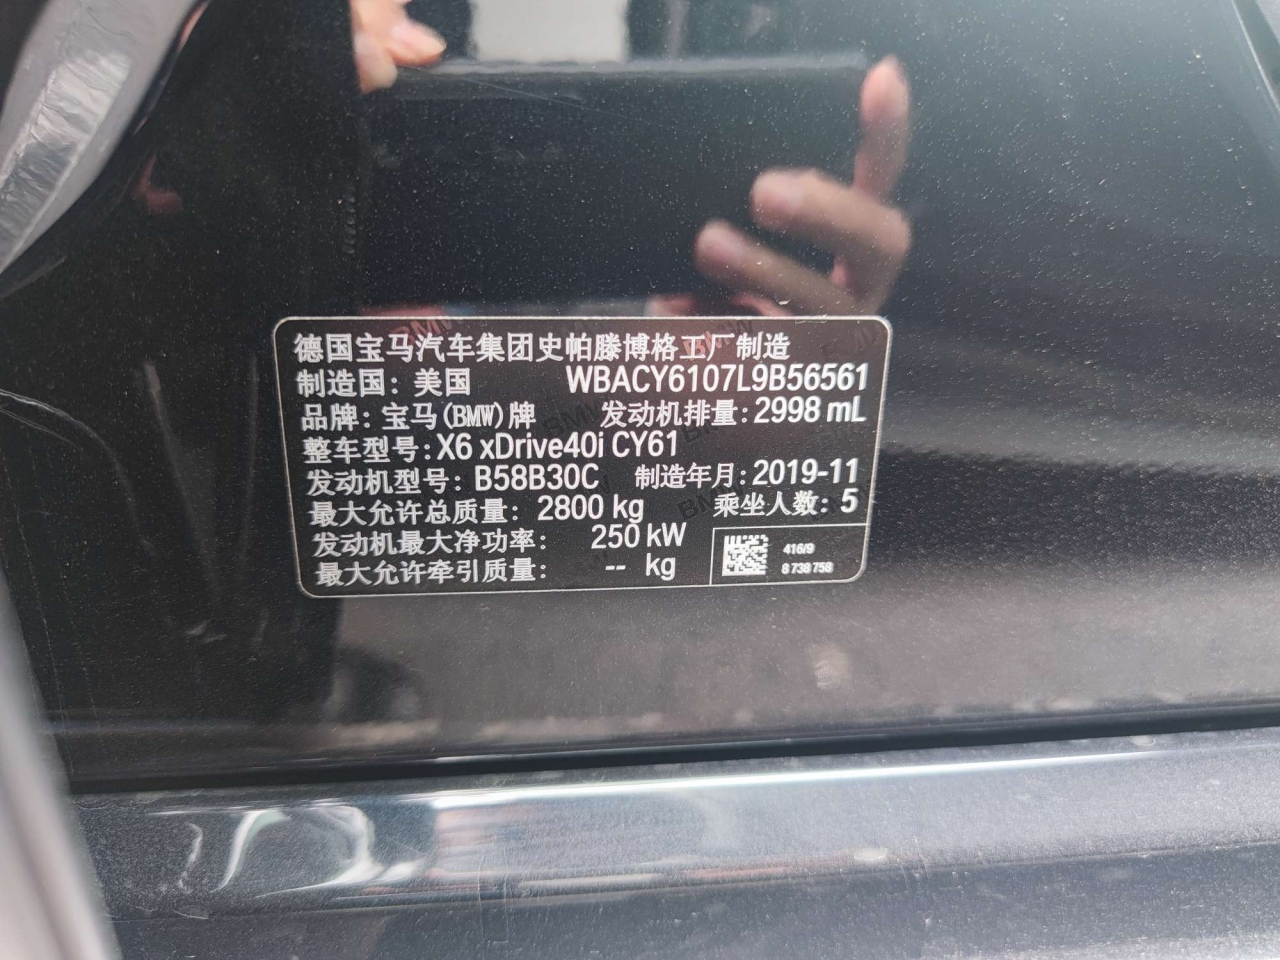 德国宝马汽车集团史帕滕博格工厂制造
制造国: 美国 WBACY6107L9B56561
品牌: 宝马(BMW)牌 发动机排量: 2998 mL
整车型号: X6 xDrive40i CY61
发动机型号: B58B30C 制造年月: 2019-11
最大允许总质量: 2800 kg 乘坐人数: 5
发动机最大净功率: 250 kW
最大允许牵引质量: -- kg
416/9
8 738 758